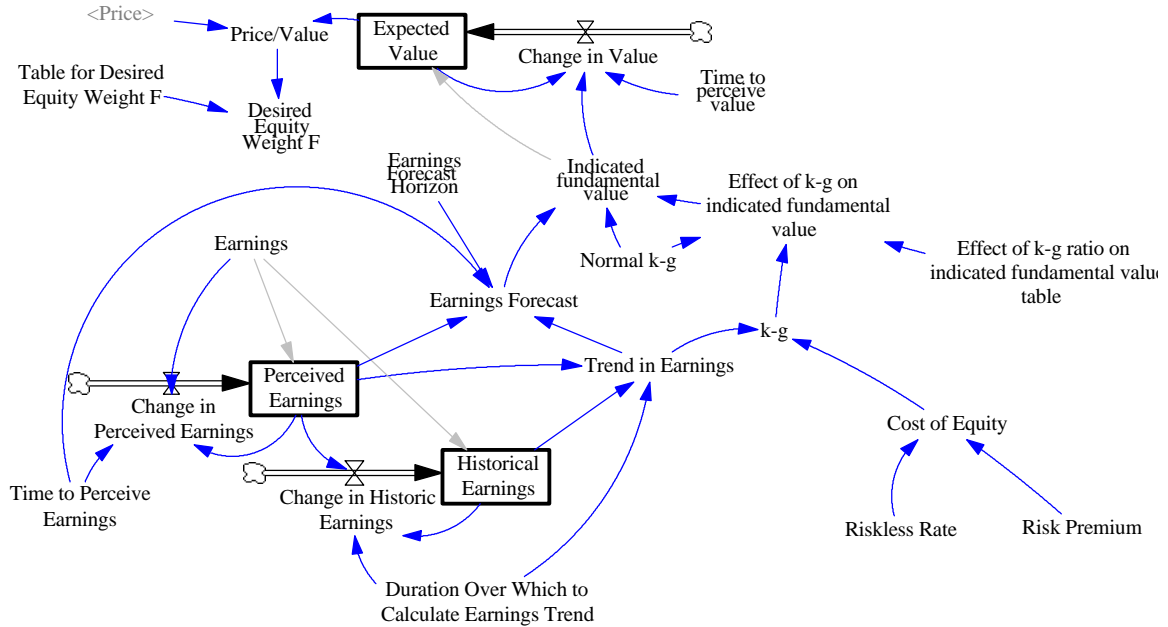 <Price>
Price/Value
Expected
Value
Change in Value
Table for Desired
Equity Weight F
Time to
perceive
value
Desired
Equity
Weight F
Earnings
Forecast
Horizon
Indicated
fundamental
value
Effect of k-g on
indicated fundamental
value
Earnings
Normal k-g
Effect of k-g ratio on
indicated fundamental value
table
Earnings Forecast
k-g
Trend in Earnings
Perceived
Earnings
Change in
Perceived Earnings
Cost of Equity
Historical
Earnings
Time to Perceive
Earnings
Change in Historic
Earnings
Riskless Rate
Risk Premium
Duration Over Which to
Calculate Earnings Trend